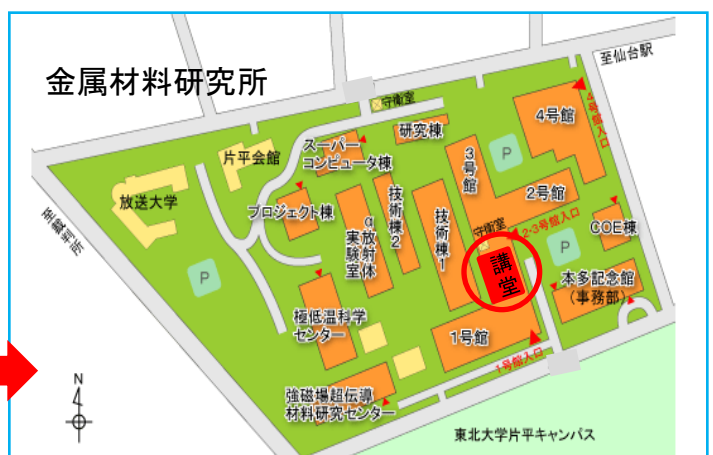 金属材料研究所
至仙台駅
守衛室
4号館
4号館入口
研究棟
スーパー
コンピュータ棟
片平会館
3号館
P
放送大学
技術棟2
2号館
プロジェクト棟
α放射体
実験室
技術棟1
至裁判所
守衛室
2・3号館入口
COE棟
P
P
講堂
本多記念館
(事務部)
極低温科学
センター
1号館
1号館入口
強磁場超伝導
材料研究センター
N
東北大学片平キャンパス